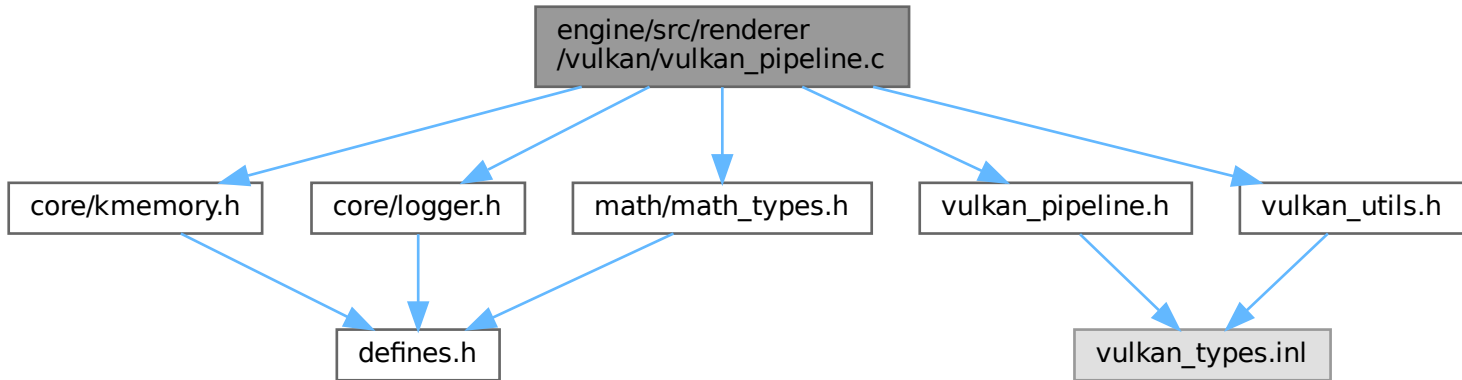 engine/src/renderer
/vulkan/vulkan_pipeline.c
core/kmemory.h
core/logger.h
math/math_types.h
vulkan_pipeline.h
vulkan_utils.h
defines.h
vulkan_types.inl